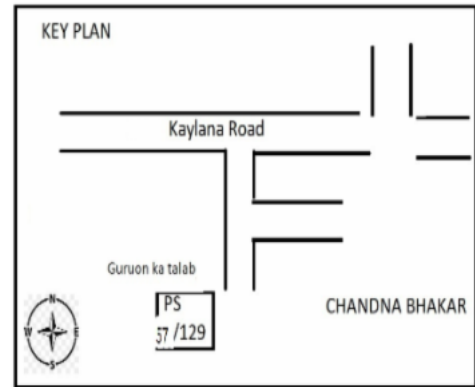 KEY PLAN
Kaylana Road
Guruon ka talab
PS
57 /129
CHANDNA BHAKAR
N
W E
S